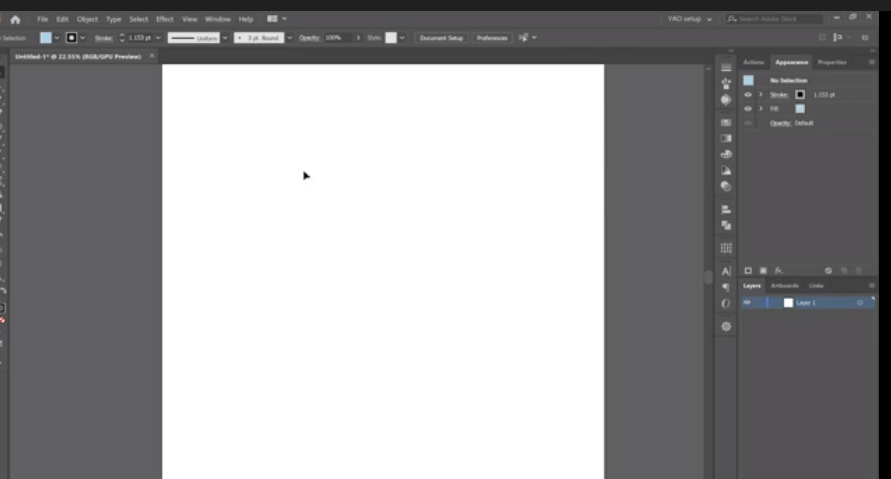 File Edit Object Type Select Effect View Window Help
YAO setup
Search Adobe Stock
Selection
Stroke: 1.153 pt
Uniform
3 pt. Round
Opacity: 100%
Style:
Document Setup
Preferences
Untitled-1* @ 22.55% (RGB/GPU Preview) ×
Actions Appearance Properties
No Selection
Stroke: 1.153 pt
Fill:
Opacity: Default
fx
A
Layers Artboards Links
Layer 1